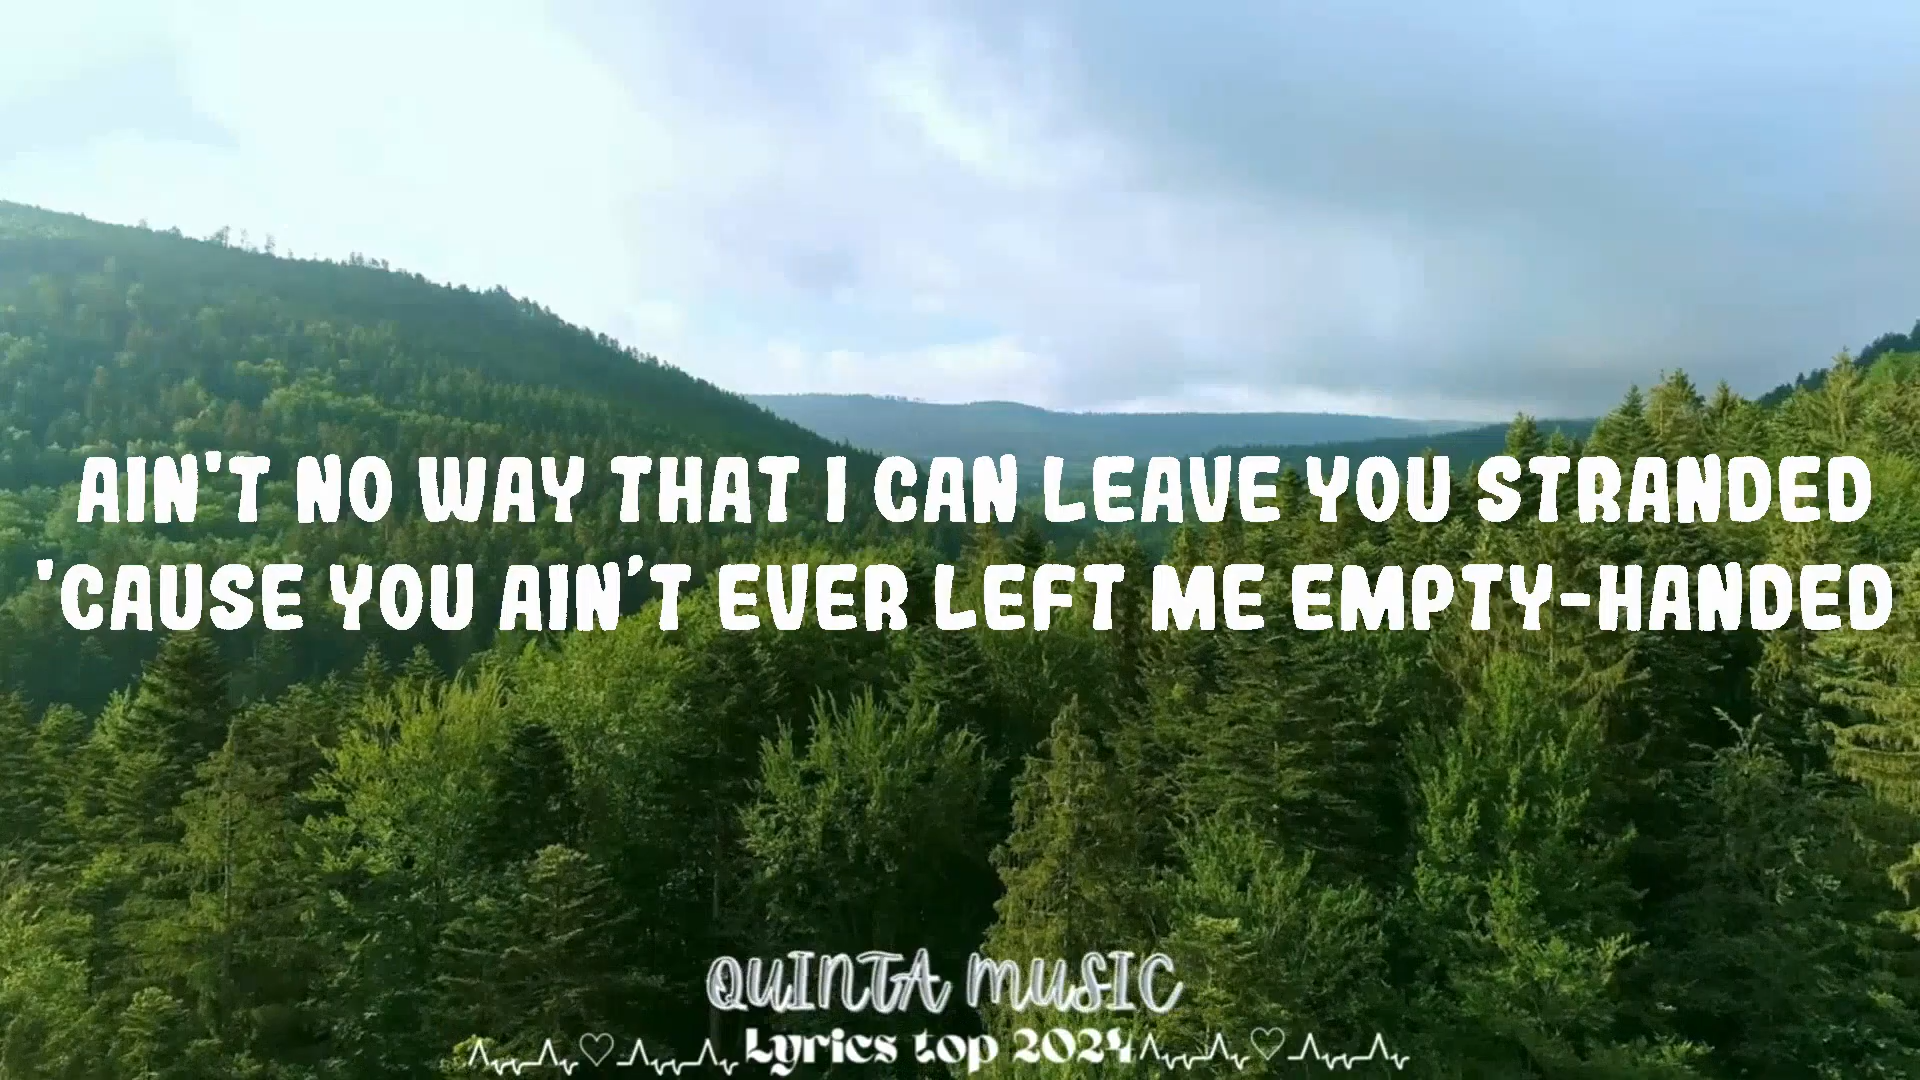 AIN'T NO WAY THAT I CAN LEAVE YOU STRANDED
'CAUSE YOU AIN’T EVER LEFT ME EMPTY-HANDED
QUINTA MUSIC
Lyrics top 2024